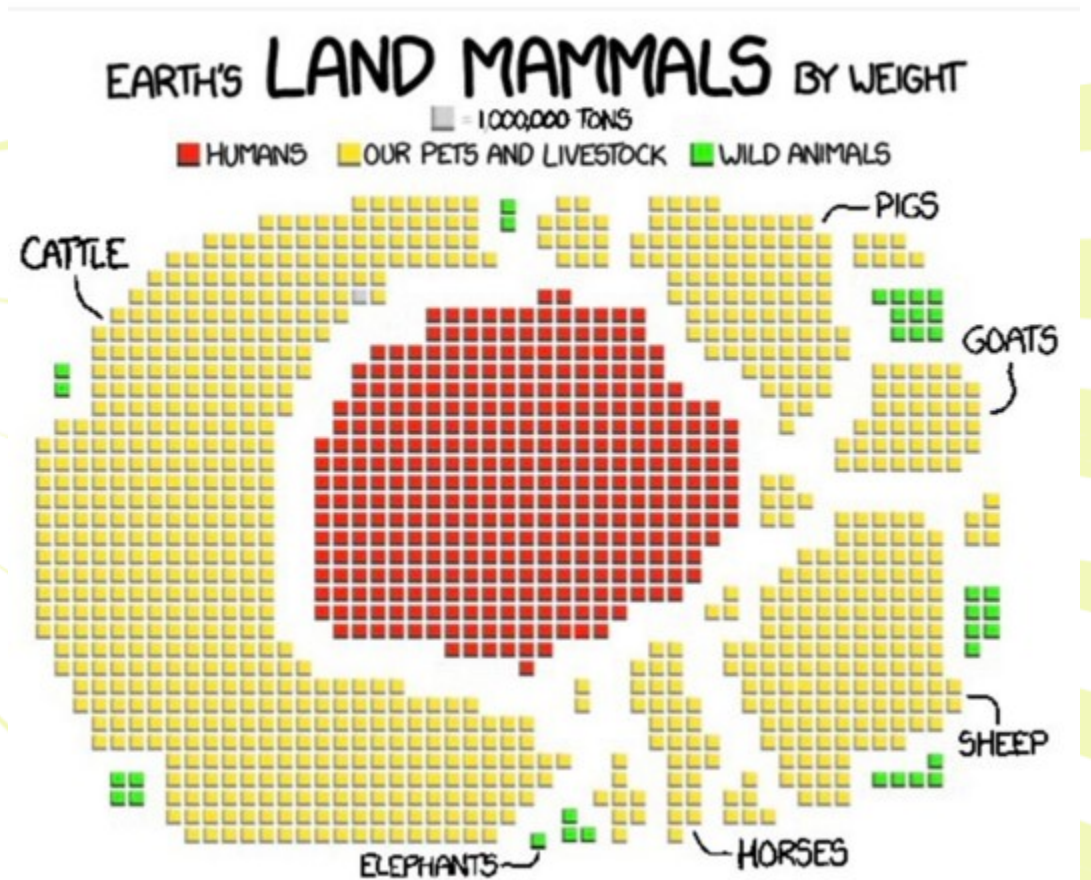 EARTH'S LAND MAMMALS BY WEIGHT
= 1,000,000 TONS
HUMANS OUR PETS AND LIVESTOCK WILD ANIMALS
PIGS
CATTLE
GOATS
SHEEP
HORSES
ELEPHANTS